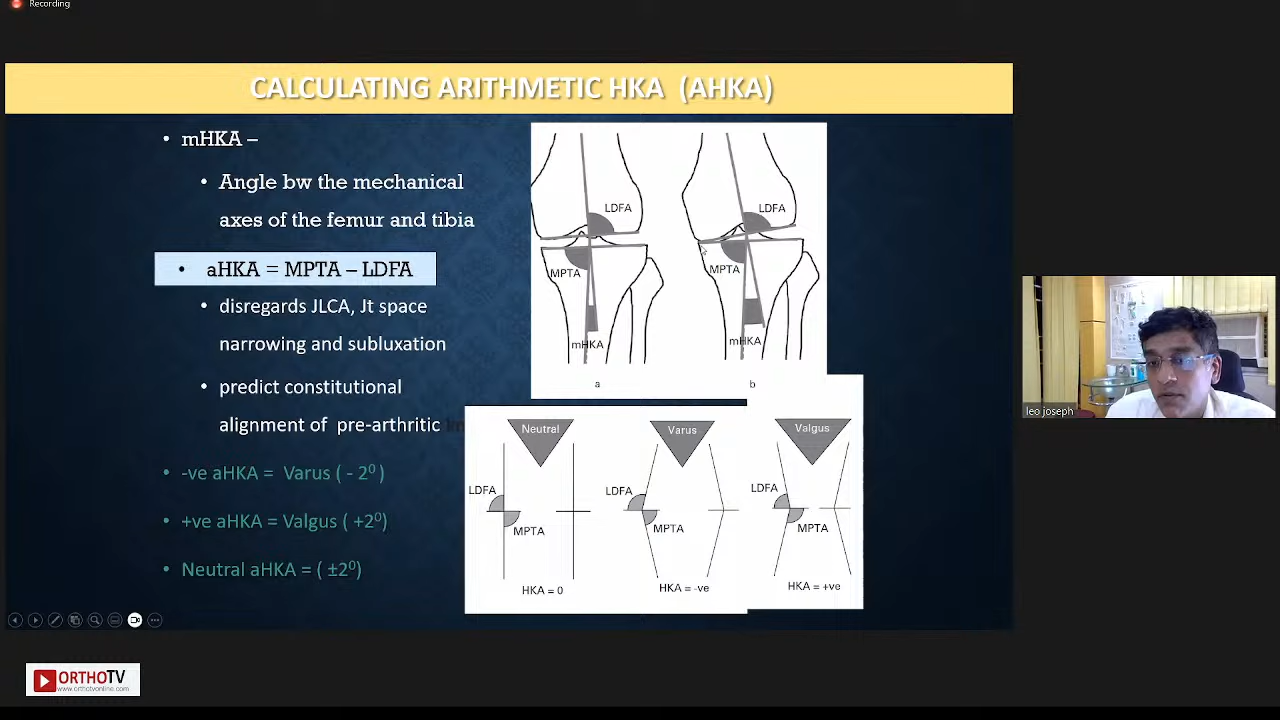 Recording
CALCULATING ARITHMETIC HKA (AHKA)
• mHKA –
• Angle bw the mechanical
axes of the femur and tibia
• aHKA = MPTA – LDFA
• disregards JLCA, Jt space
narrowing and subluxation
• predict constitutional
alignment of pre-arthritic
• -ve aHKA = Varus ( - 2⁰ )
• +ve aHKA = Valgus ( +2⁰)
• Neutral aHKA = ( ±2⁰)
LDFA
MPTA
mHKA
a
LDFA
MPTA
mHKA
b
Neutral
LDFA
MPTA
HKA = 0
Varus
LDFA
MPTA
HKA = -ve
Valgus
LDFA
MPTA
HKA = +ve
leo joseph
ORTHOTV
www.orthotvonline.com